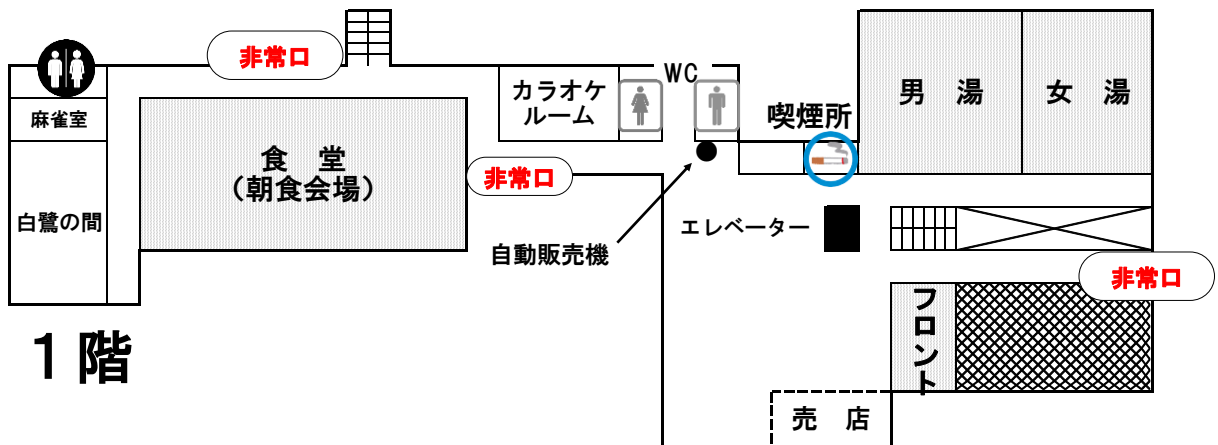 非常口
WC
カラオケ
ルーム
男　湯
女　湯
喫煙所
麻雀室
食　堂
（朝食会場）
非常口
白鷺の間
エレベーター
自動販売機
非常口
フロント
１階
売　店